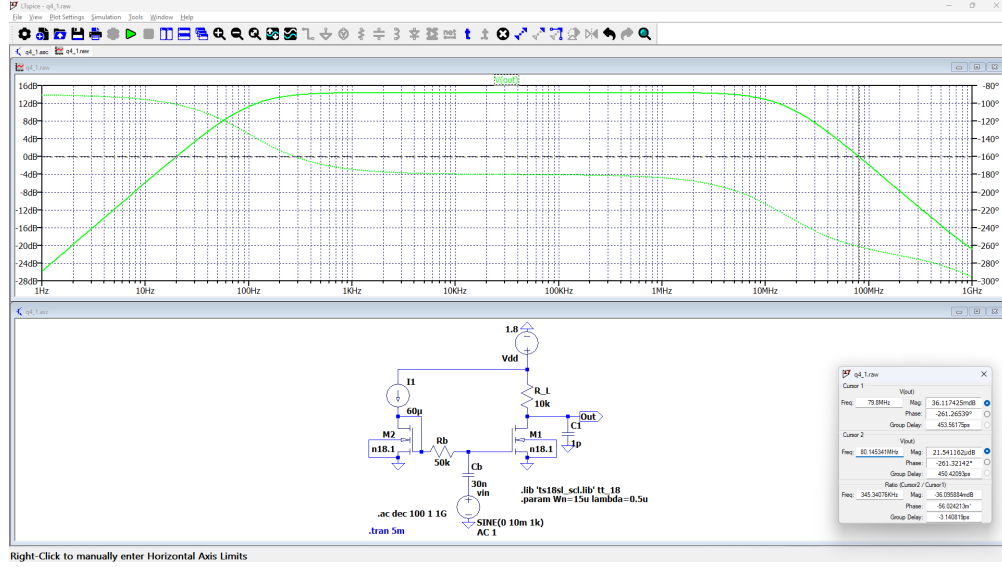 LTspice - q4_1.raw
File View Plot Settings Simulation Tools Window Help
q4_1.asc q4_1.raw
q4_1.raw
V(out)
16dB
12dB
8dB
4dB
0dB
-4dB
-8dB
-12dB
-16dB
-20dB
-24dB
-28dB
-80°
-100°
-120°
-140°
-160°
-180°
-200°
-220°
-240°
-260°
-280°
-300°
1Hz 10Hz 100Hz 1KHz 10KHz 100KHz 1MHz 10MHz 100MHz 1GHz
q4_1.asc
1.8
Vdd
I1
60µ
R_L
10k
Out
C1
1p
M2
n18.1
Rb
50k
M1
n18.1
Cb
30n
vin
.lib 'ts18sl_scl.lib' tt_18
.param Wn=15u lambda=0.5u
.ac dec 100 1 1G
SINE(0 10m 1k)
.tran 5m
AC 1
q4_1.raw
Cursor 1
V(out)
Freq: 79.8MHz Mag: 36.117425mdB
Phase: -261.26539°
Group Delay: 453.56175ps
Cursor 2
V(out)
Freq: 80.145341MHz Mag: 21.541162µdB
Phase: -261.32142°
Group Delay: 450.42093ps
Ratio (Cursor2 / Cursor1)
Freq: 345.34076KHz Mag: -36.095884mdB
Phase: -56.024213m°
Group Delay: -3.140819ps
Right-Click to manually enter Horizontal Axis Limits